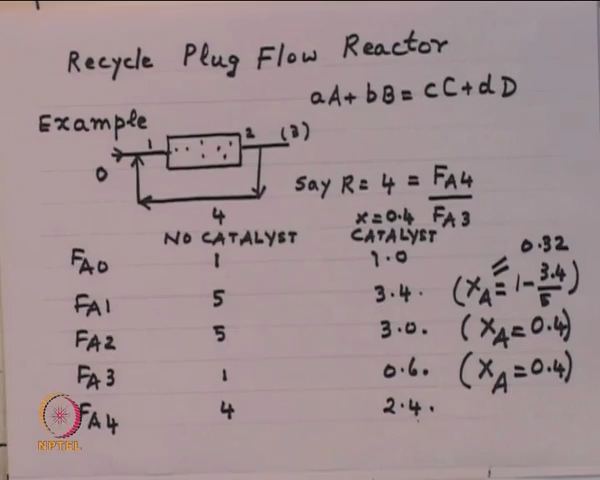 Recycle Plug Flow Reactor
aA + bB = cC + dD
Example
0 1 2 (3)
4
Say R = 4 = FA4/FA3
x=0.4
NO CATALYST CATALYST
0.32
FA0 1 1.0
FA1 5 3.4. (XA = 1 - 3.4/5)
FA2 5 3.0. (XA = 0.4)
FA3 1 0.6. (XA = 0.4)
FA4 4 2.4.
NPTEL